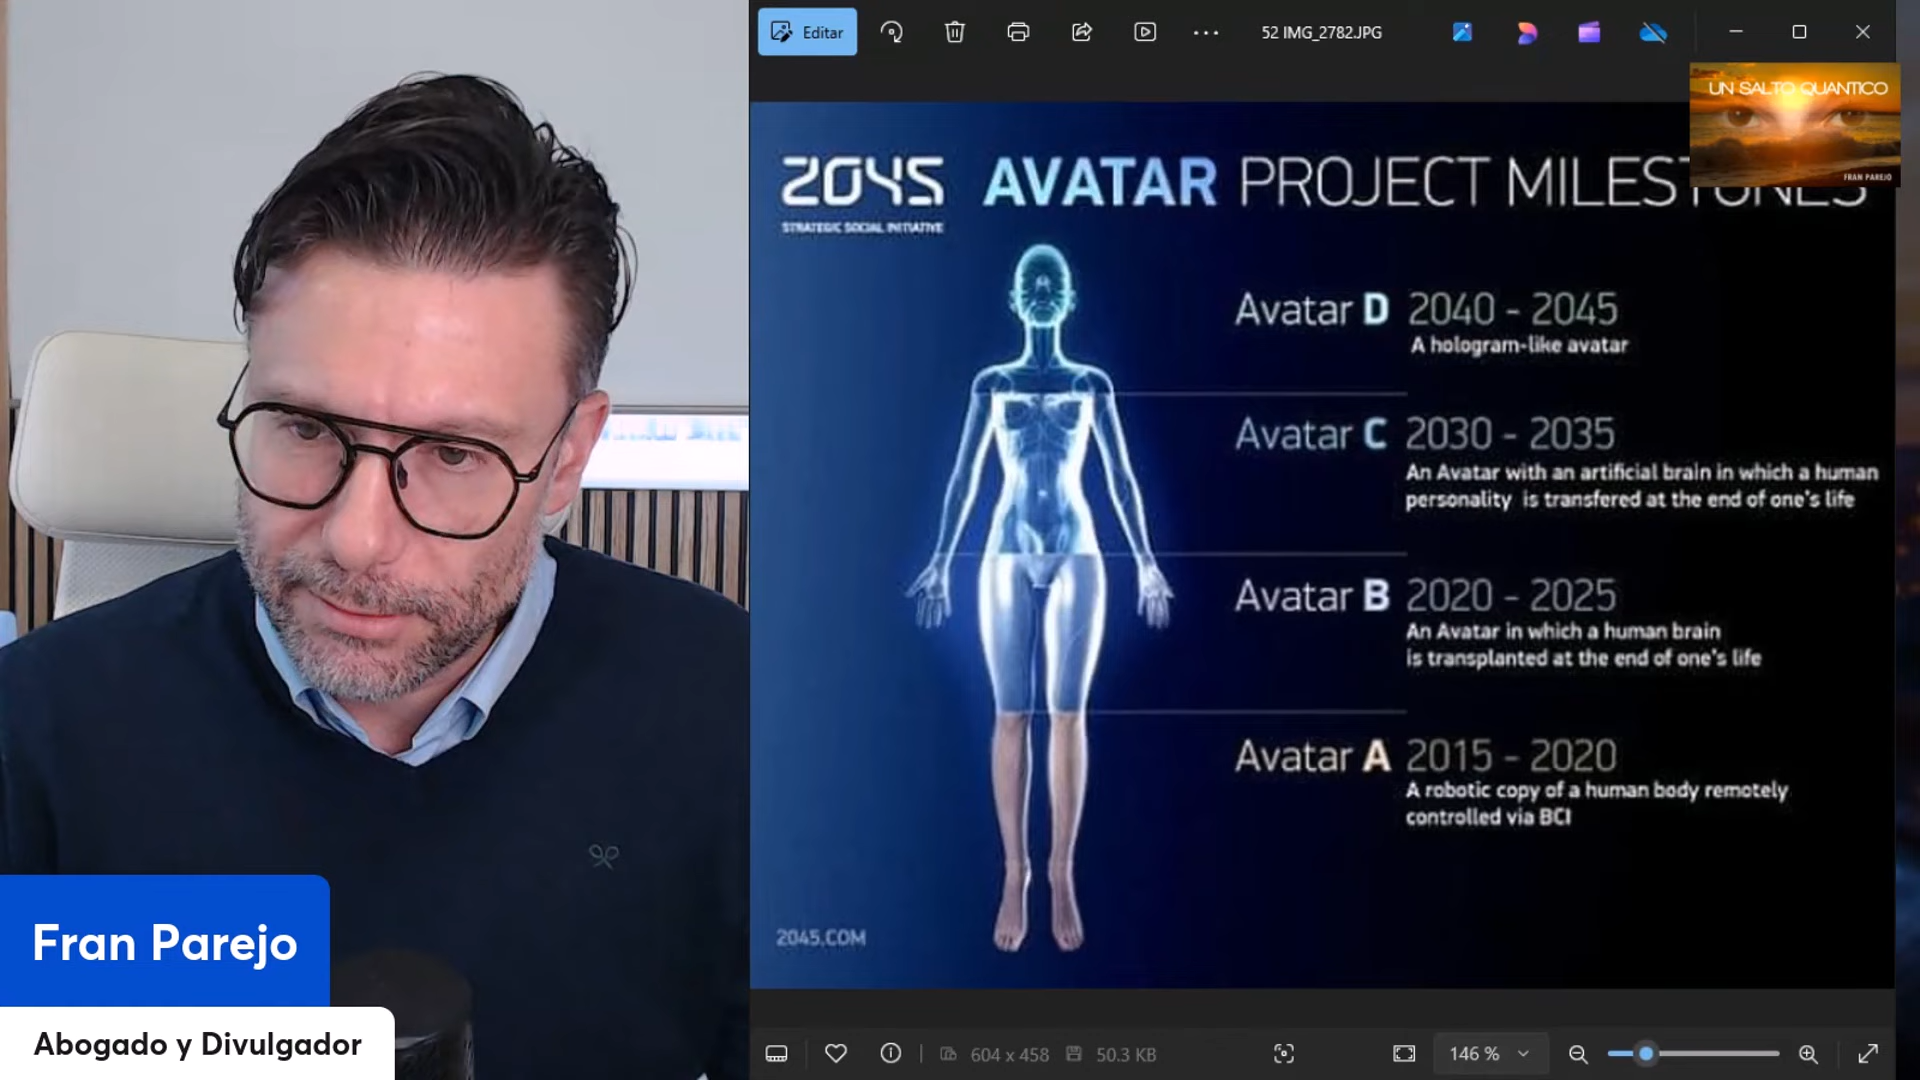 Editar
52 IMG_2782.JPG
UN SALTO QUANTICO
FRAN PAREJO
2045
STRATEGIC SOCIAL INITIATIVE
AVATAR PROJECT MILESTONES
Avatar D 2040 - 2045
A hologram-like avatar
Avatar C 2030 - 2035
An Avatar with an artificial brain in which a human
personality is transfered at the end of one's life
Avatar B 2020 - 2025
An Avatar in which a human brain
is transplanted at the end of one's life
Avatar A 2015 - 2020
A robotic copy of a human body remotely
controlled via BCI
2045.COM
Fran Parejo
Abogado y Divulgador
604 x 458
50.3 KB
146 %